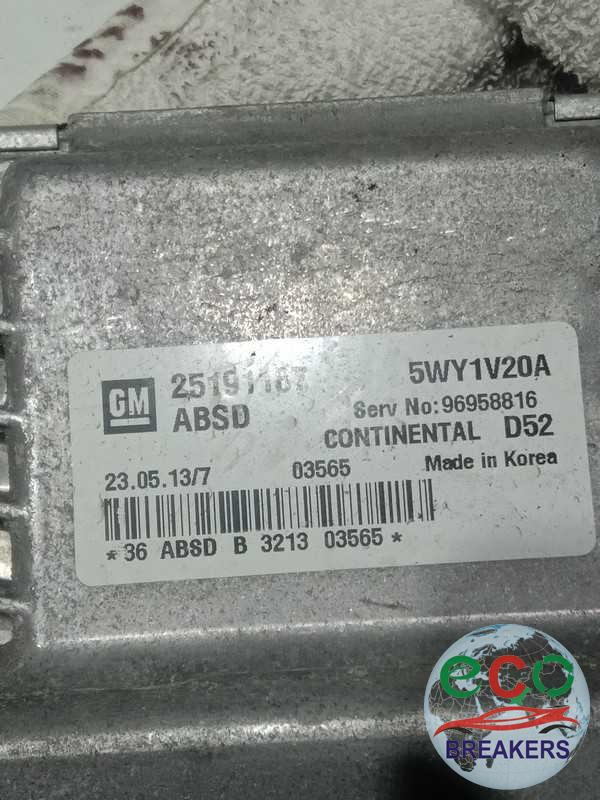 GM 25191167 5WY1V20A
ABSD Serv No:96958816
CONTINENTAL D52
23.05.13/7 03565 Made in Korea
*36 ABSD B 3213 03565*
eco
BREAKERS